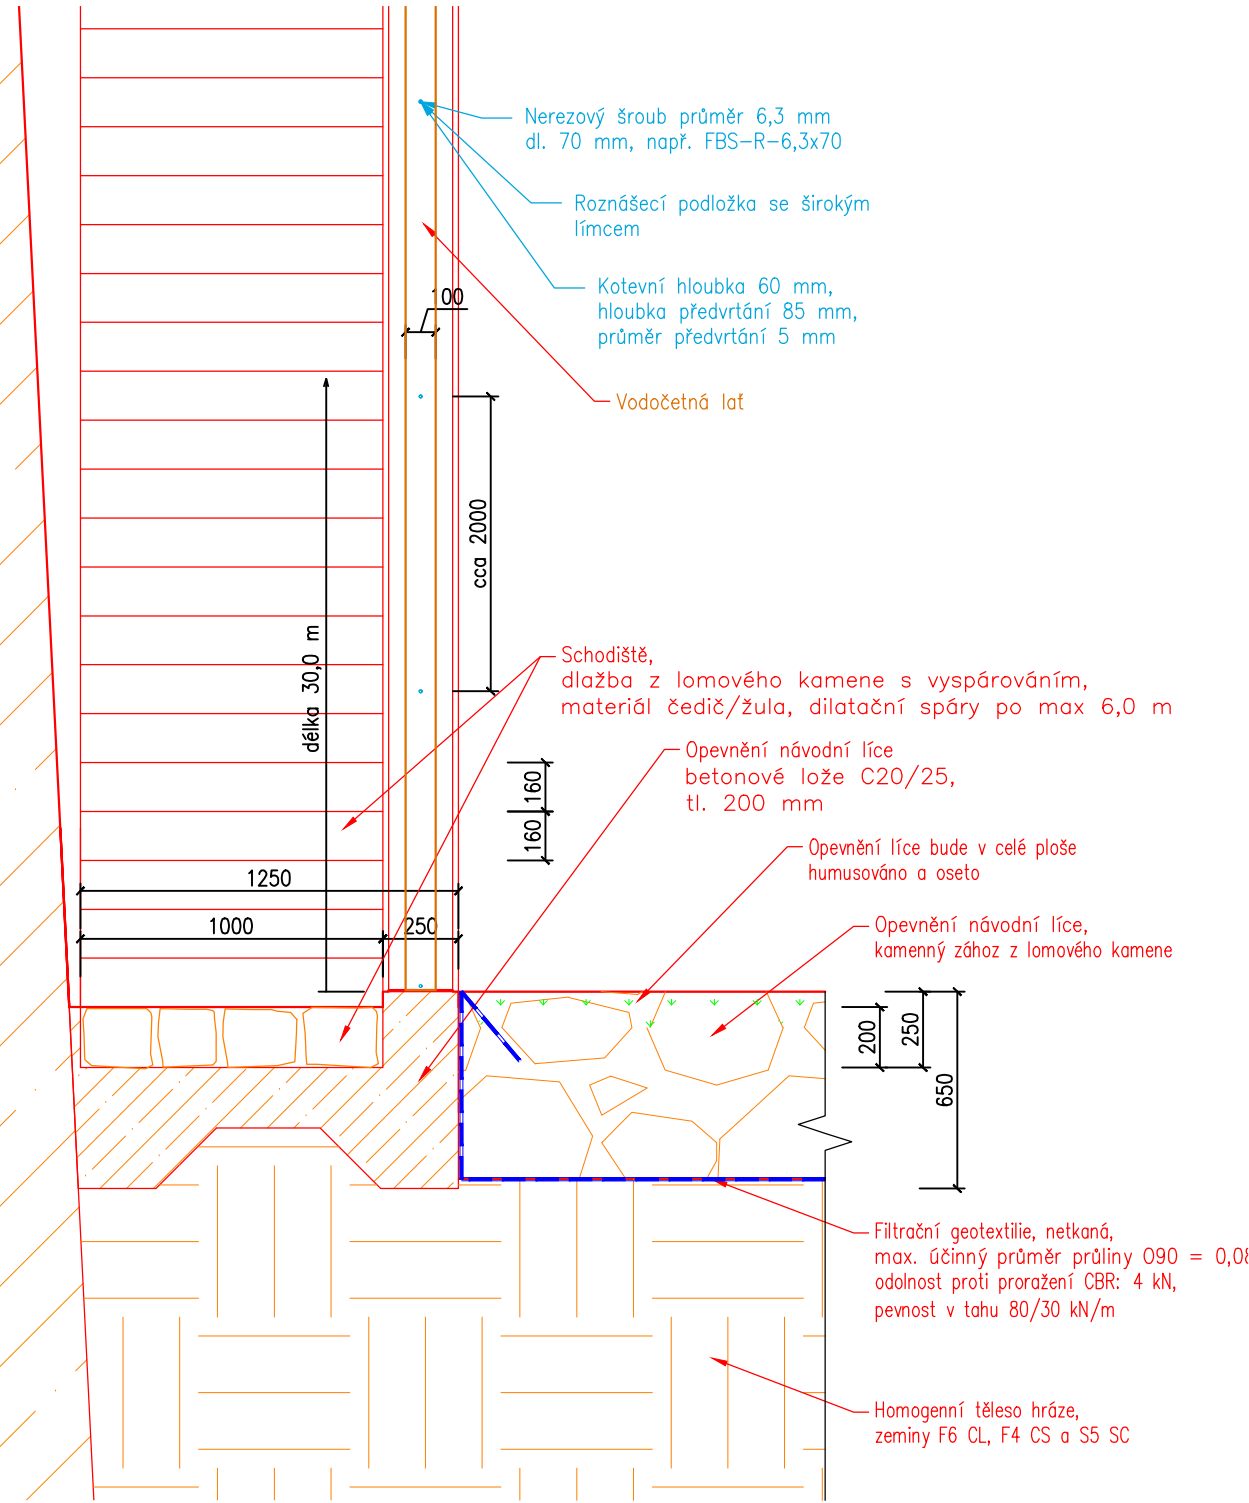 Nerezový šroub průměr 6,3 mm
dl. 70 mm, např. FBS-R-6,3x70
Roznášecí podložka se širokým
límcem
Kotevní hloubka 60 mm,
hloubka předvrtání 85 mm,
průměr předvrtání 5 mm
100
Vodočetná lať
cca 2000
délka 30,0 m
Schodiště,
dlažba z lomového kamene s vyspárováním,
materiál čedič/žula, dilatační spáry po max 6,0 m
Opevnění návodní líce
betonové lože C20/25,
tl. 200 mm
160
160
Opevnění líce bude v celé ploše
humusováno a oseto
1250
1000
250
Opevnění návodní líce,
kamenný zához z lomového kamene
200
250
650
Filtrační geotextilie, netkaná,
max. účinný průměr průliny O90 = 0,08
odolnost proti proražení CBR: 4 kN,
pevnost v tahu 80/30 kN/m
Homogenní těleso hráze,
zeminy F6 CL, F4 CS a S5 SC